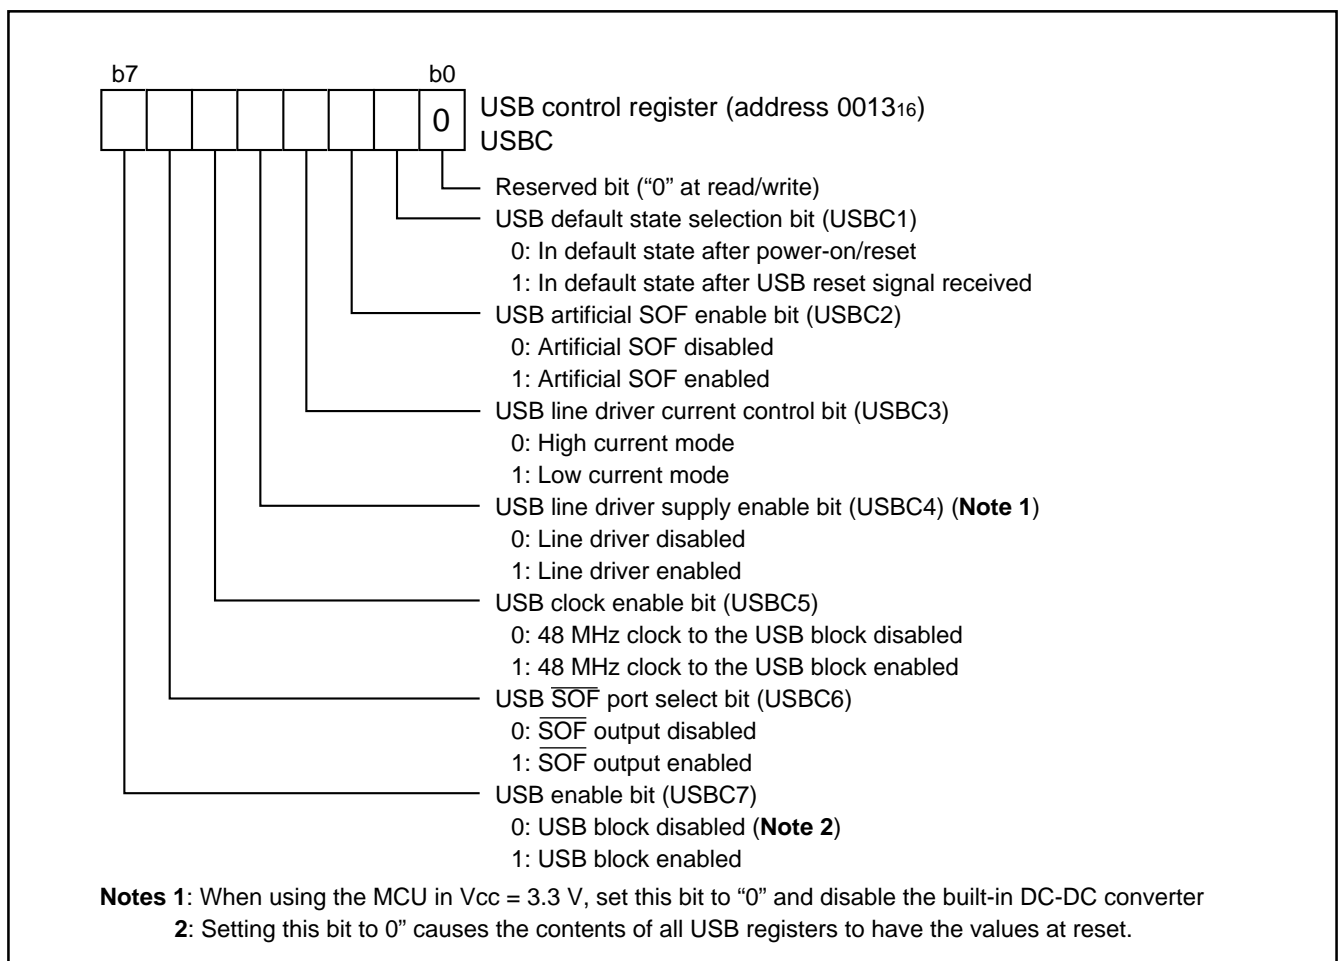 b7 b0
0
USB control register (address 0013₁₆)
USBC
Reserved bit (“0” at read/write)
USB default state selection bit (USBC1)
0: In default state after power-on/reset
1: In default state after USB reset signal received
USB artificial SOF enable bit (USBC2)
0: Artificial SOF disabled
1: Artificial SOF enabled
USB line driver current control bit (USBC3)
0: High current mode
1: Low current mode
USB line driver supply enable bit (USBC4) (Note 1)
0: Line driver disabled
1: Line driver enabled
USB clock enable bit (USBC5)
0: 48 MHz clock to the USB block disabled
1: 48 MHz clock to the USB block enabled
USB S̅O̅F̅ port select bit (USBC6)
0: S̅O̅F̅ output disabled
1: S̅O̅F̅ output enabled
USB enable bit (USBC7)
0: USB block disabled (Note 2)
1: USB block enabled
Notes 1: When using the MCU in Vcc = 3.3 V, set this bit to “0” and disable the built-in DC-DC converter
2: Setting this bit to 0” causes the contents of all USB registers to have the values at reset.